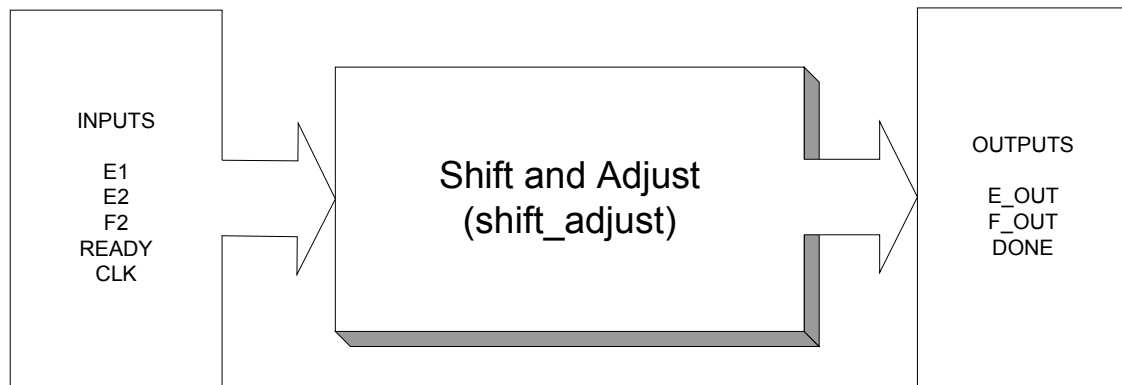 INPUTS
E1
E2
F2
READY
CLK
Shift and Adjust
(shift_adjust)
OUTPUTS
E_OUT
F_OUT
DONE